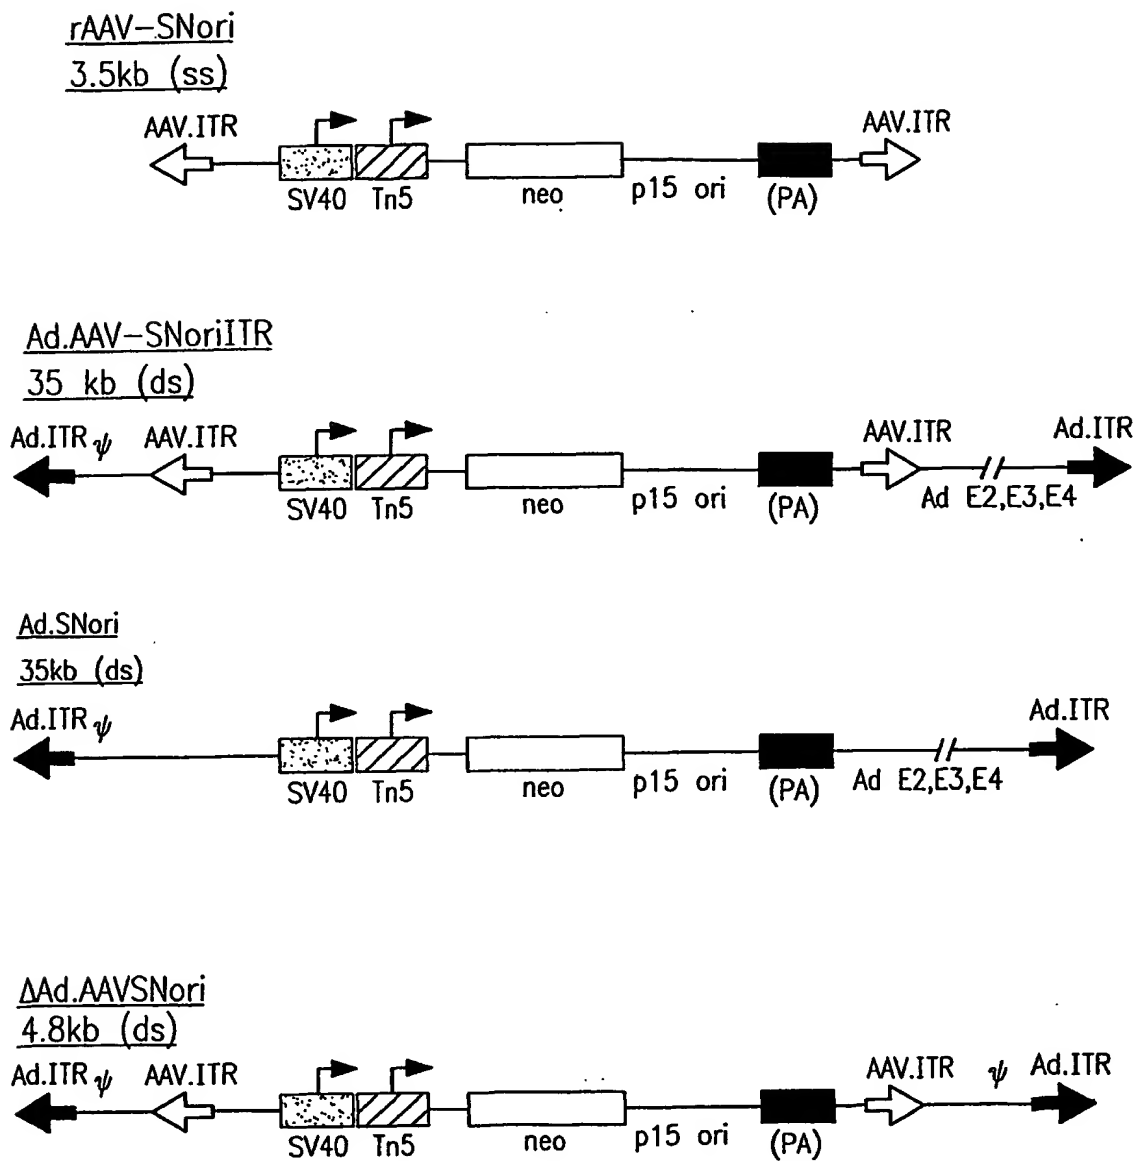 rAAV-SNori
3.5kb (ss)
AAV.ITR AAV.ITR
SV40 Tn5 neo p15 ori (PA)
Ad.AAV-SNoriITR
35 kb (ds)
Ad.ITR ψ AAV.ITR AAV.ITR Ad.ITR
SV40 Tn5 neo p15 ori (PA) Ad E2,E3,E4
Ad.SNori
35kb (ds)
Ad.ITR ψ Ad.ITR
SV40 Tn5 neo p15 ori (PA) Ad E2,E3,E4
ΔAd.AAVSNori
4.8kb (ds)
Ad.ITR ψ AAV.ITR AAV.ITR ψ Ad.ITR
SV40 Tn5 neo p15 ori (PA)